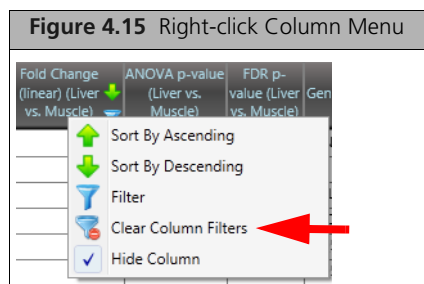 Figure 4.15 Right-click Column Menu
Fold Change
(linear) (Liver
vs. Muscle)
ANOVA p-value
(Liver vs.
Muscle)
FDR p-
value (Liver
vs. Muscle)
Gen
Sort By Ascending
Sort By Descending
Filter
Clear Column Filters
Hide Column